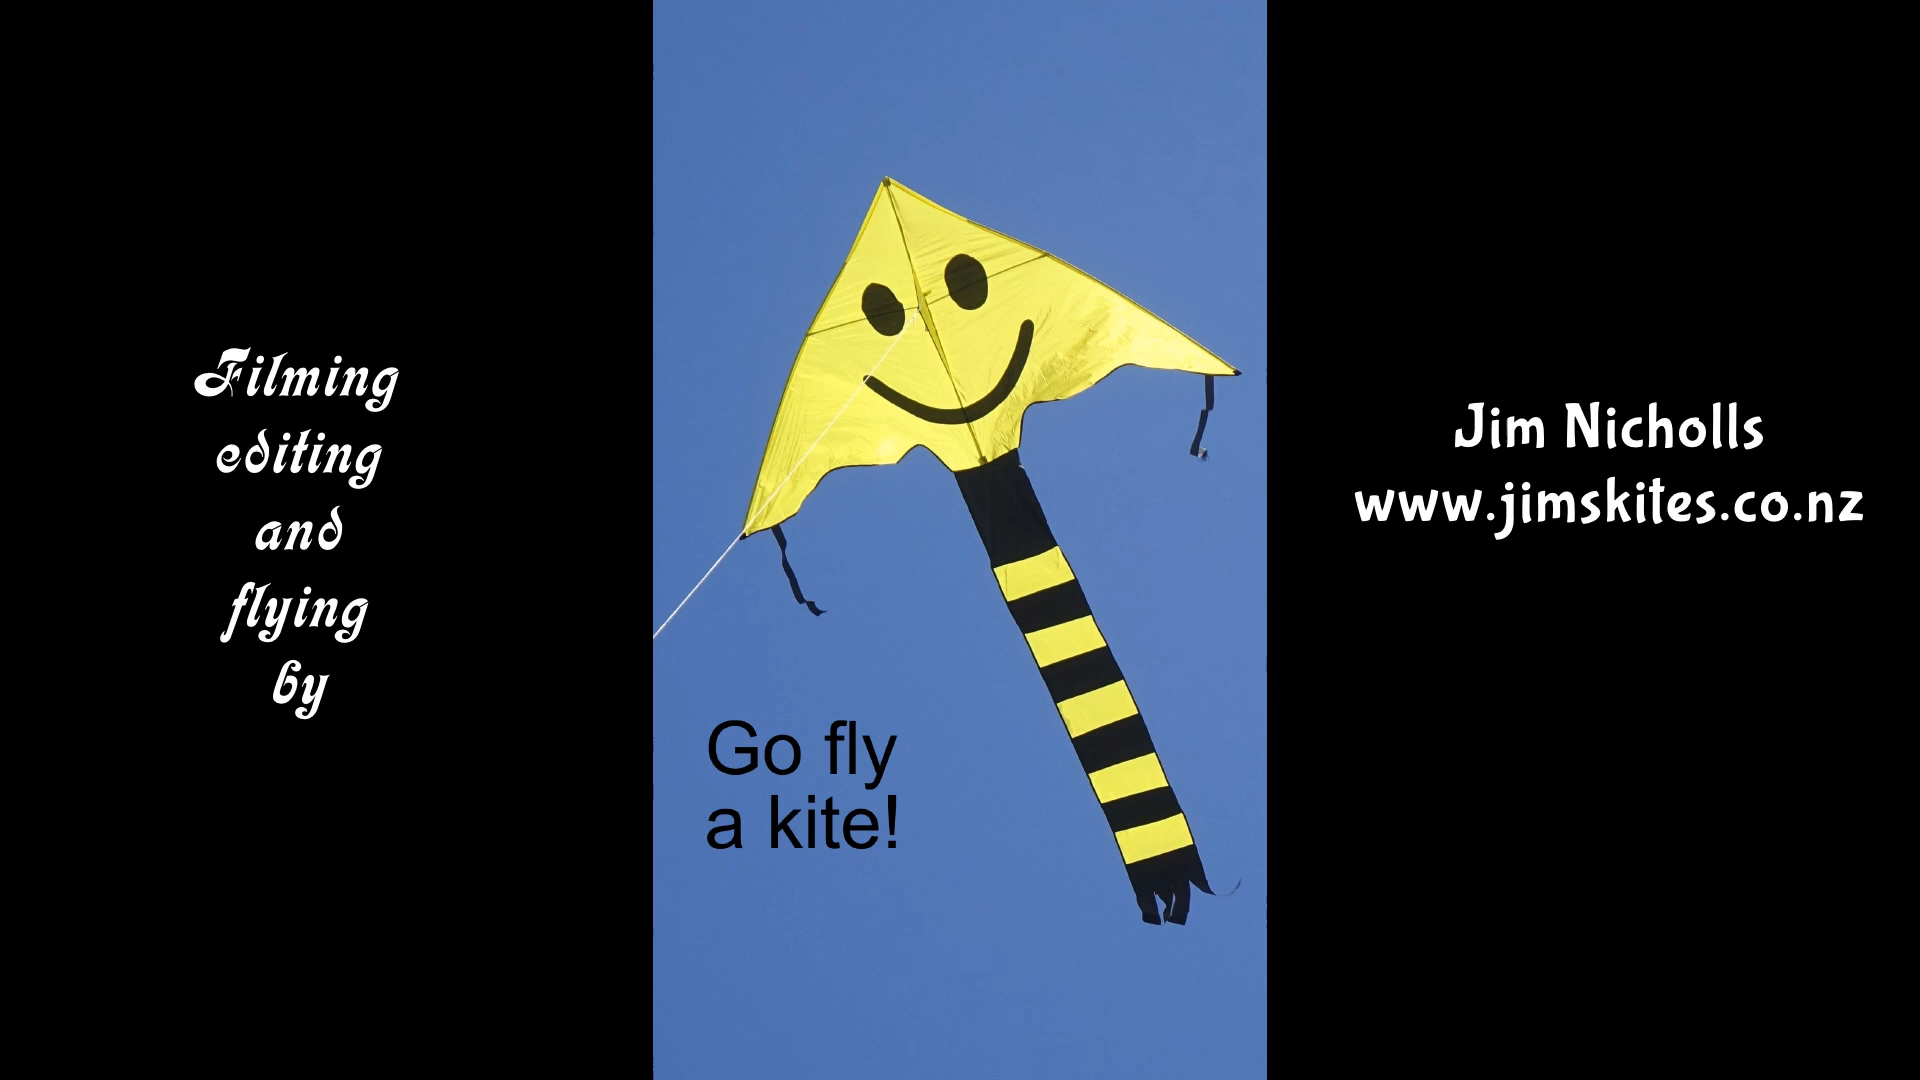 Filming
editing
and
flying
by
Go fly
a kite!
Jim Nicholls
www.jimskites.co.nz